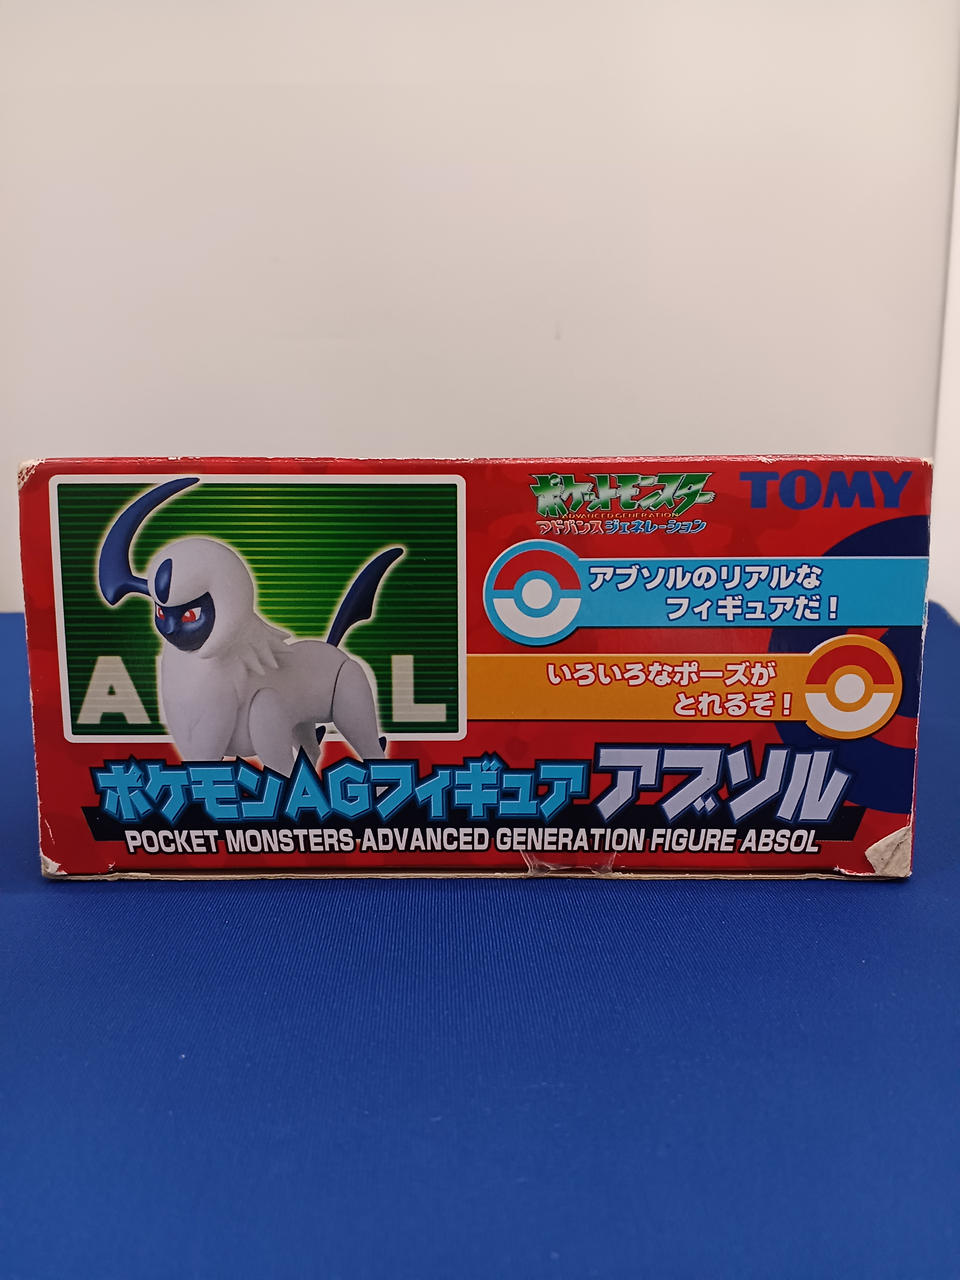 ポケットモンスター
ADVANCED GENERATION
アドバンスジェネレーション
TOMY
アブソルのリアルな
フィギュアだ!
いろいろなポーズが
とれるぞ!
A L
ポケモンAGフィギュア アブソル
POCKET MONSTERS ADVANCED GENERATION FIGURE ABSOL